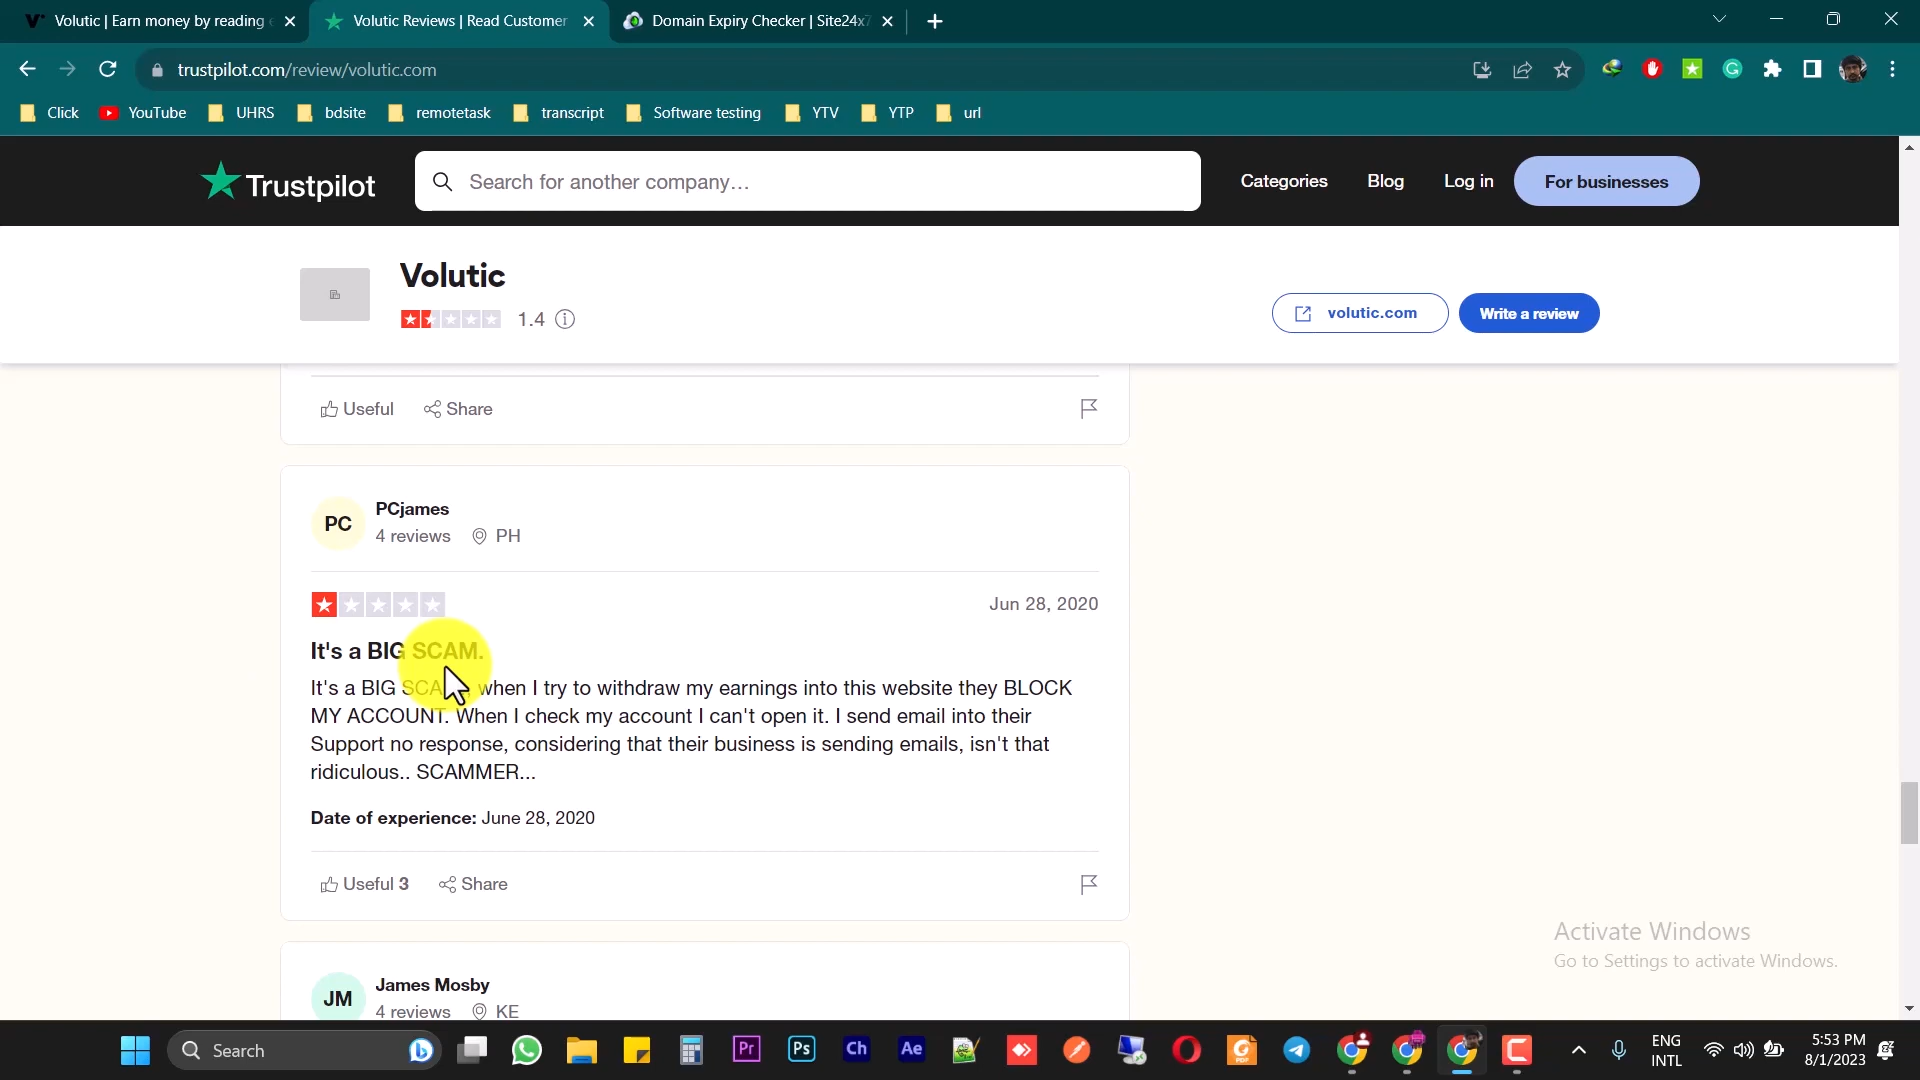 Volutic | Earn money by reading e
Volutic Reviews | Read Customer
Domain Expiry Checker | Site24x7
trustpilot.com/review/volutic.com
Click YouTube UHRS bdsite remotetask transcript Software testing YTV YTP url
Trustpilot Search for another company... Categories Blog Log in For businesses
Volutic
1.4
volutic.com Write a review
Useful Share
PC PCjames
4 reviews PH
Jun 28, 2020
It's a BIG SCAM.
It's a BIG SCAM, when I try to withdraw my earnings into this website they BLOCK
MY ACCOUNT. When I check my account I can't open it. I send email into their
Support no response, considering that their business is sending emails, isn't that
ridiculous.. SCAMMER...
Date of experience: June 28, 2020
Useful 3 Share
Activate Windows
Go to Settings to activate Windows.
JM James Mosby
4 reviews KE
Search Pr Ps Ch Ae PDF ENG
INTL
5:53 PM
8/1/2023